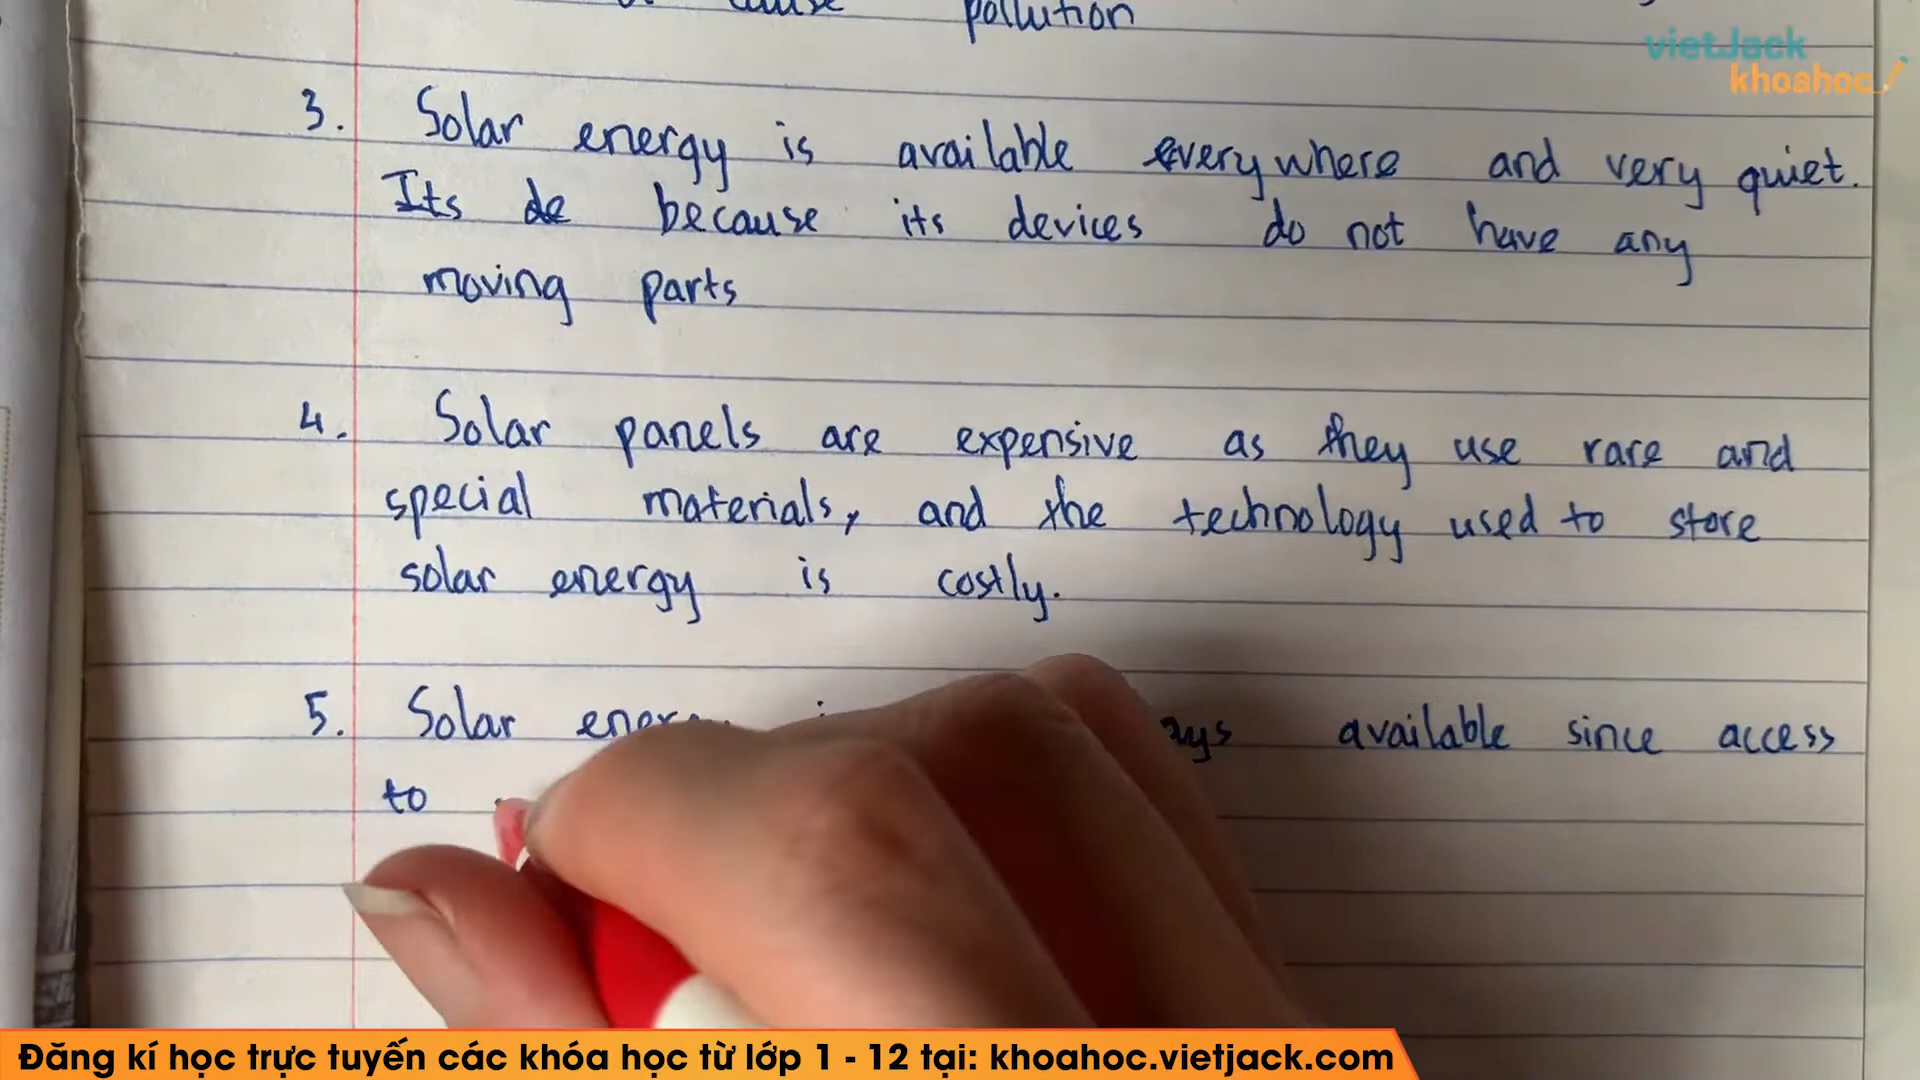 cause pollution
vietJack
khoahoc
3. Solar energy is available everywhere and very quiet.
Its de because its devices do not have any
moving parts
4. Solar panels are expensive as they use rare and
special materials, and the technology used to store
solar energy is costly.
5. Solar available since access
to
Đăng kí học trực tuyến các khóa học từ lớp 1 - 12 tại: khoahoc.vietjack.com